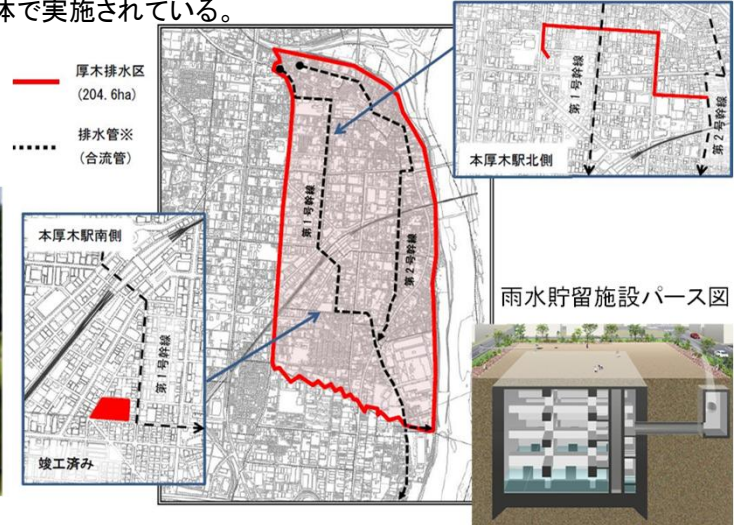 体で実施されている。
厚木排水区
(204.6ha)
排水管※
(合流管)
第1号幹線
第2号幹線
本厚木駅北側
本厚木駅南側
第1号幹線
竣工済み
第1号幹線
第2号幹線
雨水貯留施設パース図